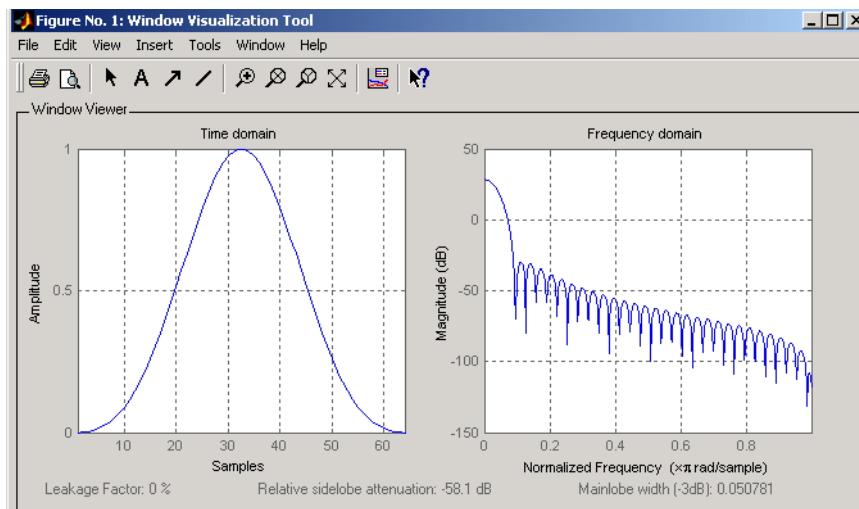 Figure No. 1: Window Visualization Tool
File Edit View Insert Tools Window Help
A
Window Viewer
Time domain
1
0.5
0
Amplitude
10 20 30 40 50 60
Samples
Frequency domain
50
0
-50
-100
-150
Magnitude (dB)
0 0.2 0.4 0.6 0.8
Normalized Frequency (×π rad/sample)
Leakage Factor: 0 % Relative sidelobe attenuation: -58.1 dB Mainlobe width (-3dB): 0.050781